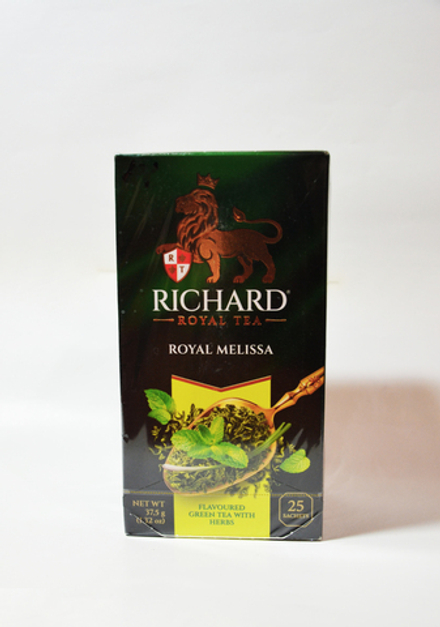 R T
RICHARD®
ROYAL TEA
ROYAL MELISSA
FLAVOURED
GREEN TEA WITH
HERBS
NET WT
37,5 g
(1.32 oz)
25
SACHETS